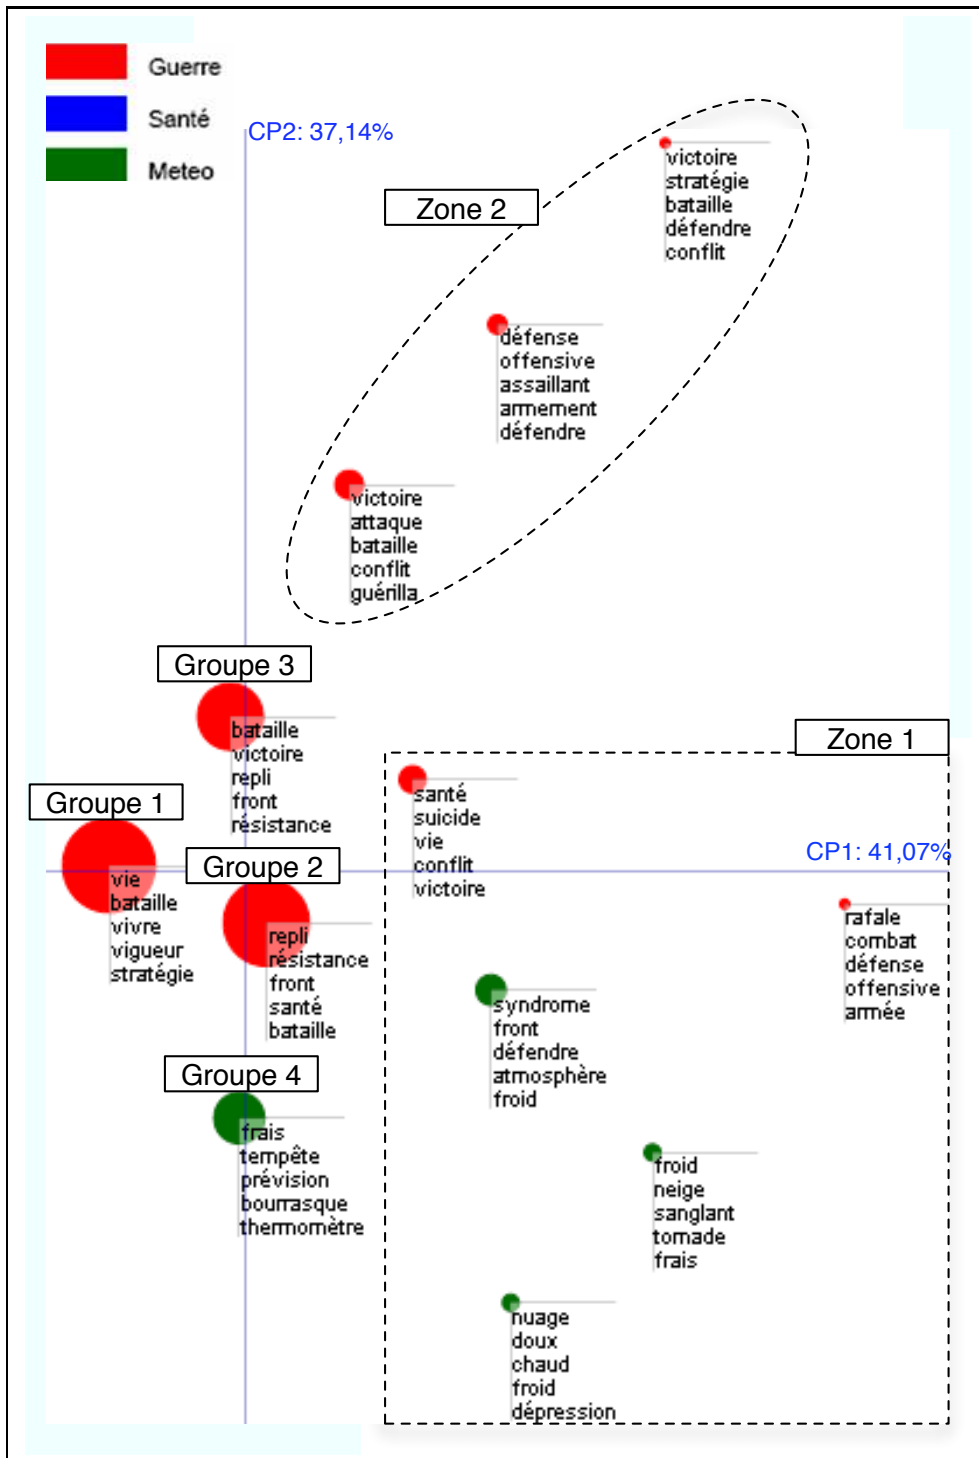 Guerre
Santé
Meteo
CP2: 37,14%
Zone 2
victoire
stratégie
bataille
défendre
conflit
défense
offensive
assaillant
armement
défendre
victoire
attaque
bataille
conflit
guérilla
Groupe 3
bataille
victoire
repli
front
résistance
Zone 1
Groupe 1
vie
bataille
vivre
vigueur
stratégie
Groupe 2
repli
résistance
front
santé
bataille
santé
suicide
vie
conflit
victoire
CP1: 41,07%
rafale
combat
défense
offensive
armée
syndrome
front
défendre
atmosphère
froid
Groupe 4
frais
tempête
prévision
bourrasque
thermomètre
froid
neige
sanglant
tornade
frais
nuage
doux
chaud
froid
dépression